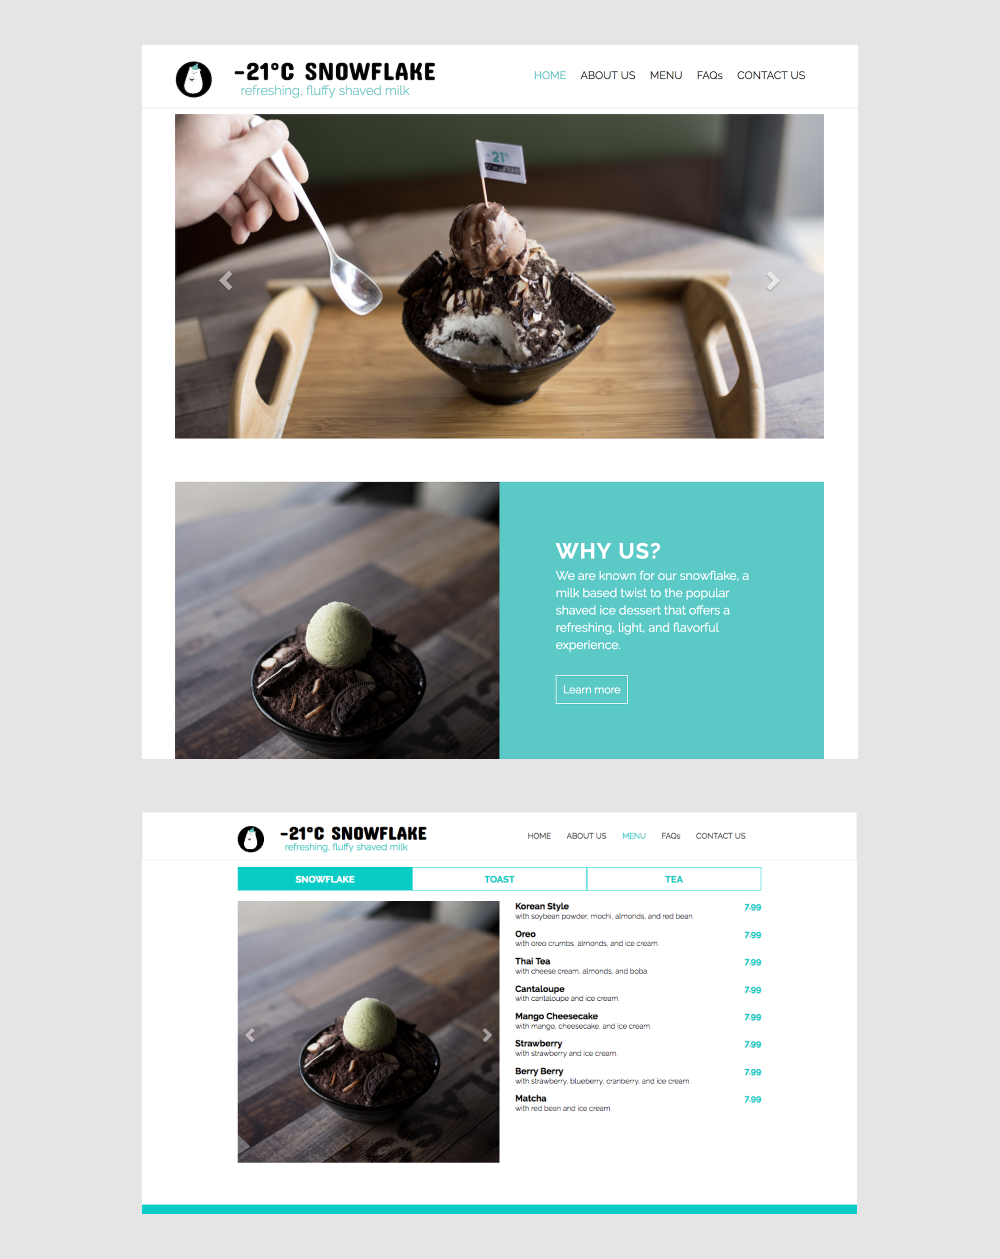 -21°C SNOWFLAKE
refreshing, fluffy shaved milk
HOME ABOUT US MENU FAQs CONTACT US
-21°
WHY US?
We are known for our snowflake, a
milk based twist to the popular
shaved ice dessert that offers a
refreshing, light, and flavorful
experience.
Learn more
-21°C SNOWFLAKE
refreshing, fluffy shaved milk
HOME ABOUT US MENU FAQs CONTACT US
SNOWFLAKE TOAST TEA
Korean Style 7.99
with soybean powder, mochi, almonds, and red bean.
Oreo 7.99
with oreo crumbs, almonds, and ice cream.
Thai Tea 7.99
with cheese cream, almonds, and boba.
Cantaloupe 7.99
with cantaloupe and ice cream.
Mango Cheesecake 7.99
with mango, cheesecake, and ice cream.
Strawberry 7.99
with strawberry and ice cream.
Berry Berry 7.99
with strawberry, blueberry, cranberry, and ice cream.
Matcha 7.99
with red bean and ice cream.